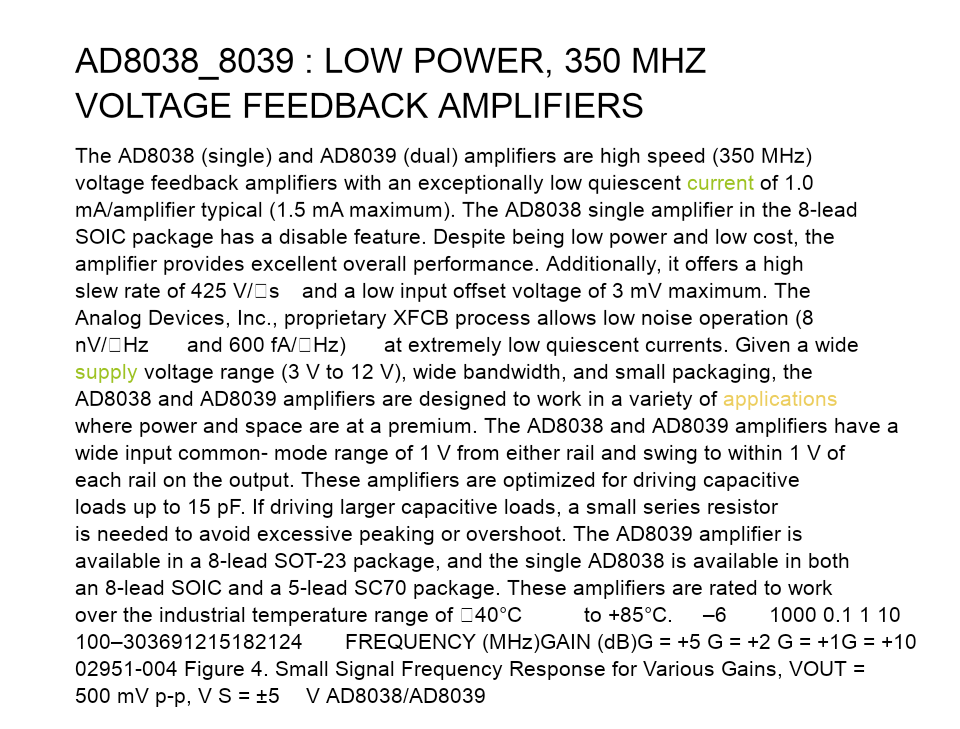 AD8038_8039 : LOW POWER, 350 MHZ
VOLTAGE FEEDBACK AMPLIFIERS
The AD8038 (single) and AD8039 (dual) amplifiers are high speed (350 MHz)
voltage feedback amplifiers with an exceptionally low quiescent current of 1.0
mA/amplifier typical (1.5 mA maximum). The AD8038 single amplifier in the 8-lead
SOIC package has a disable feature. Despite being low power and low cost, the
amplifier provides excellent overall performance. Additionally, it offers a high
slew rate of 425 V/□s and a low input offset voltage of 3 mV maximum. The
Analog Devices, Inc., proprietary XFCB process allows low noise operation (8
nV/□Hz and 600 fA/□Hz) at extremely low quiescent currents. Given a wide
supply voltage range (3 V to 12 V), wide bandwidth, and small packaging, the
AD8038 and AD8039 amplifiers are designed to work in a variety of applications
where power and space are at a premium. The AD8038 and AD8039 amplifiers have a
wide input common- mode range of 1 V from either rail and swing to within 1 V of
each rail on the output. These amplifiers are optimized for driving capacitive
loads up to 15 pF. If driving larger capacitive loads, a small series resistor
is needed to avoid excessive peaking or overshoot. The AD8039 amplifier is
available in a 8-lead SOT-23 package, and the single AD8038 is available in both
an 8-lead SOIC and a 5-lead SC70 package. These amplifiers are rated to work
over the industrial temperature range of □40°C to +85°C. –6 1000 0.1 1 10
100–303691215182124 FREQUENCY (MHz)GAIN (dB)G = +5 G = +2 G = +1G = +10
02951-004 Figure 4. Small Signal Frequency Response for Various Gains, VOUT =
500 mV p-p, V S = ±5 V AD8038/AD8039